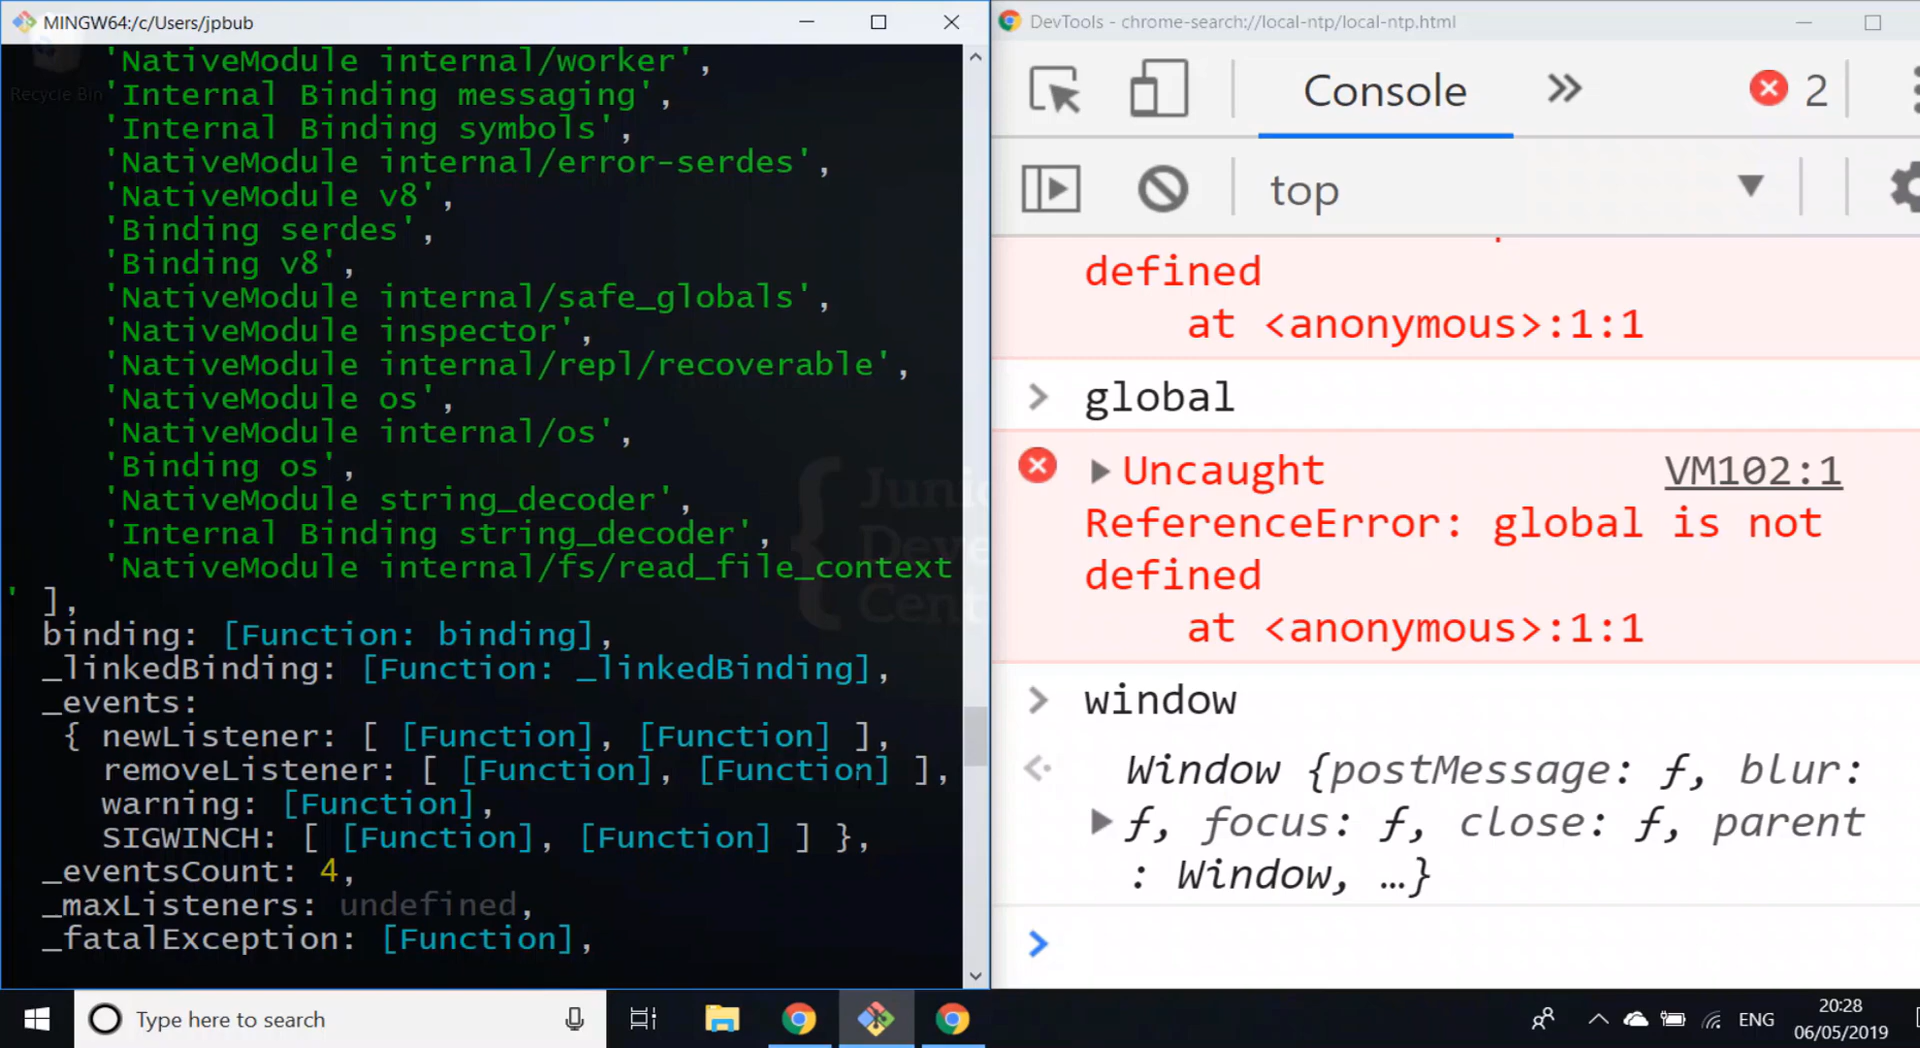 MINGW64:/c/Users/jpbub
Recycle Bin
'NativeModule internal/worker',
'Internal Binding messaging',
'Internal Binding symbols',
'NativeModule internal/error-serdes',
'NativeModule v8',
'Binding serdes',
'Binding v8',
'NativeModule internal/safe_globals',
'NativeModule inspector',
'NativeModule internal/repl/recoverable',
'NativeModule os',
'NativeModule internal/os',
'Binding os',
'NativeModule string_decoder',
'Internal Binding string_decoder',
'NativeModule internal/fs/read_file_context
' ],
binding: [Function: binding],
_linkedBinding: [Function: _linkedBinding],
_events:
{ newListener: [ [Function], [Function] ],
removeListener: [ [Function], [Function] ],
warning: [Function],
SIGWINCH: [ [Function], [Function] ] },
_eventsCount: 4,
_maxListeners: undefined,
_fatalException: [Function],
{ Junio
Deve
Cent
DevTools - chrome-search://local-ntp/local-ntp.html
Console 2
top
defined
at <anonymous>:1:1
> global
Uncaught VM102:1
ReferenceError: global is not
defined
at <anonymous>:1:1
> window
Window {postMessage: ƒ, blur:
ƒ, focus: ƒ, close: ƒ, parent
: Window, …}
>
Type here to search
ENG
20:28
06/05/2019